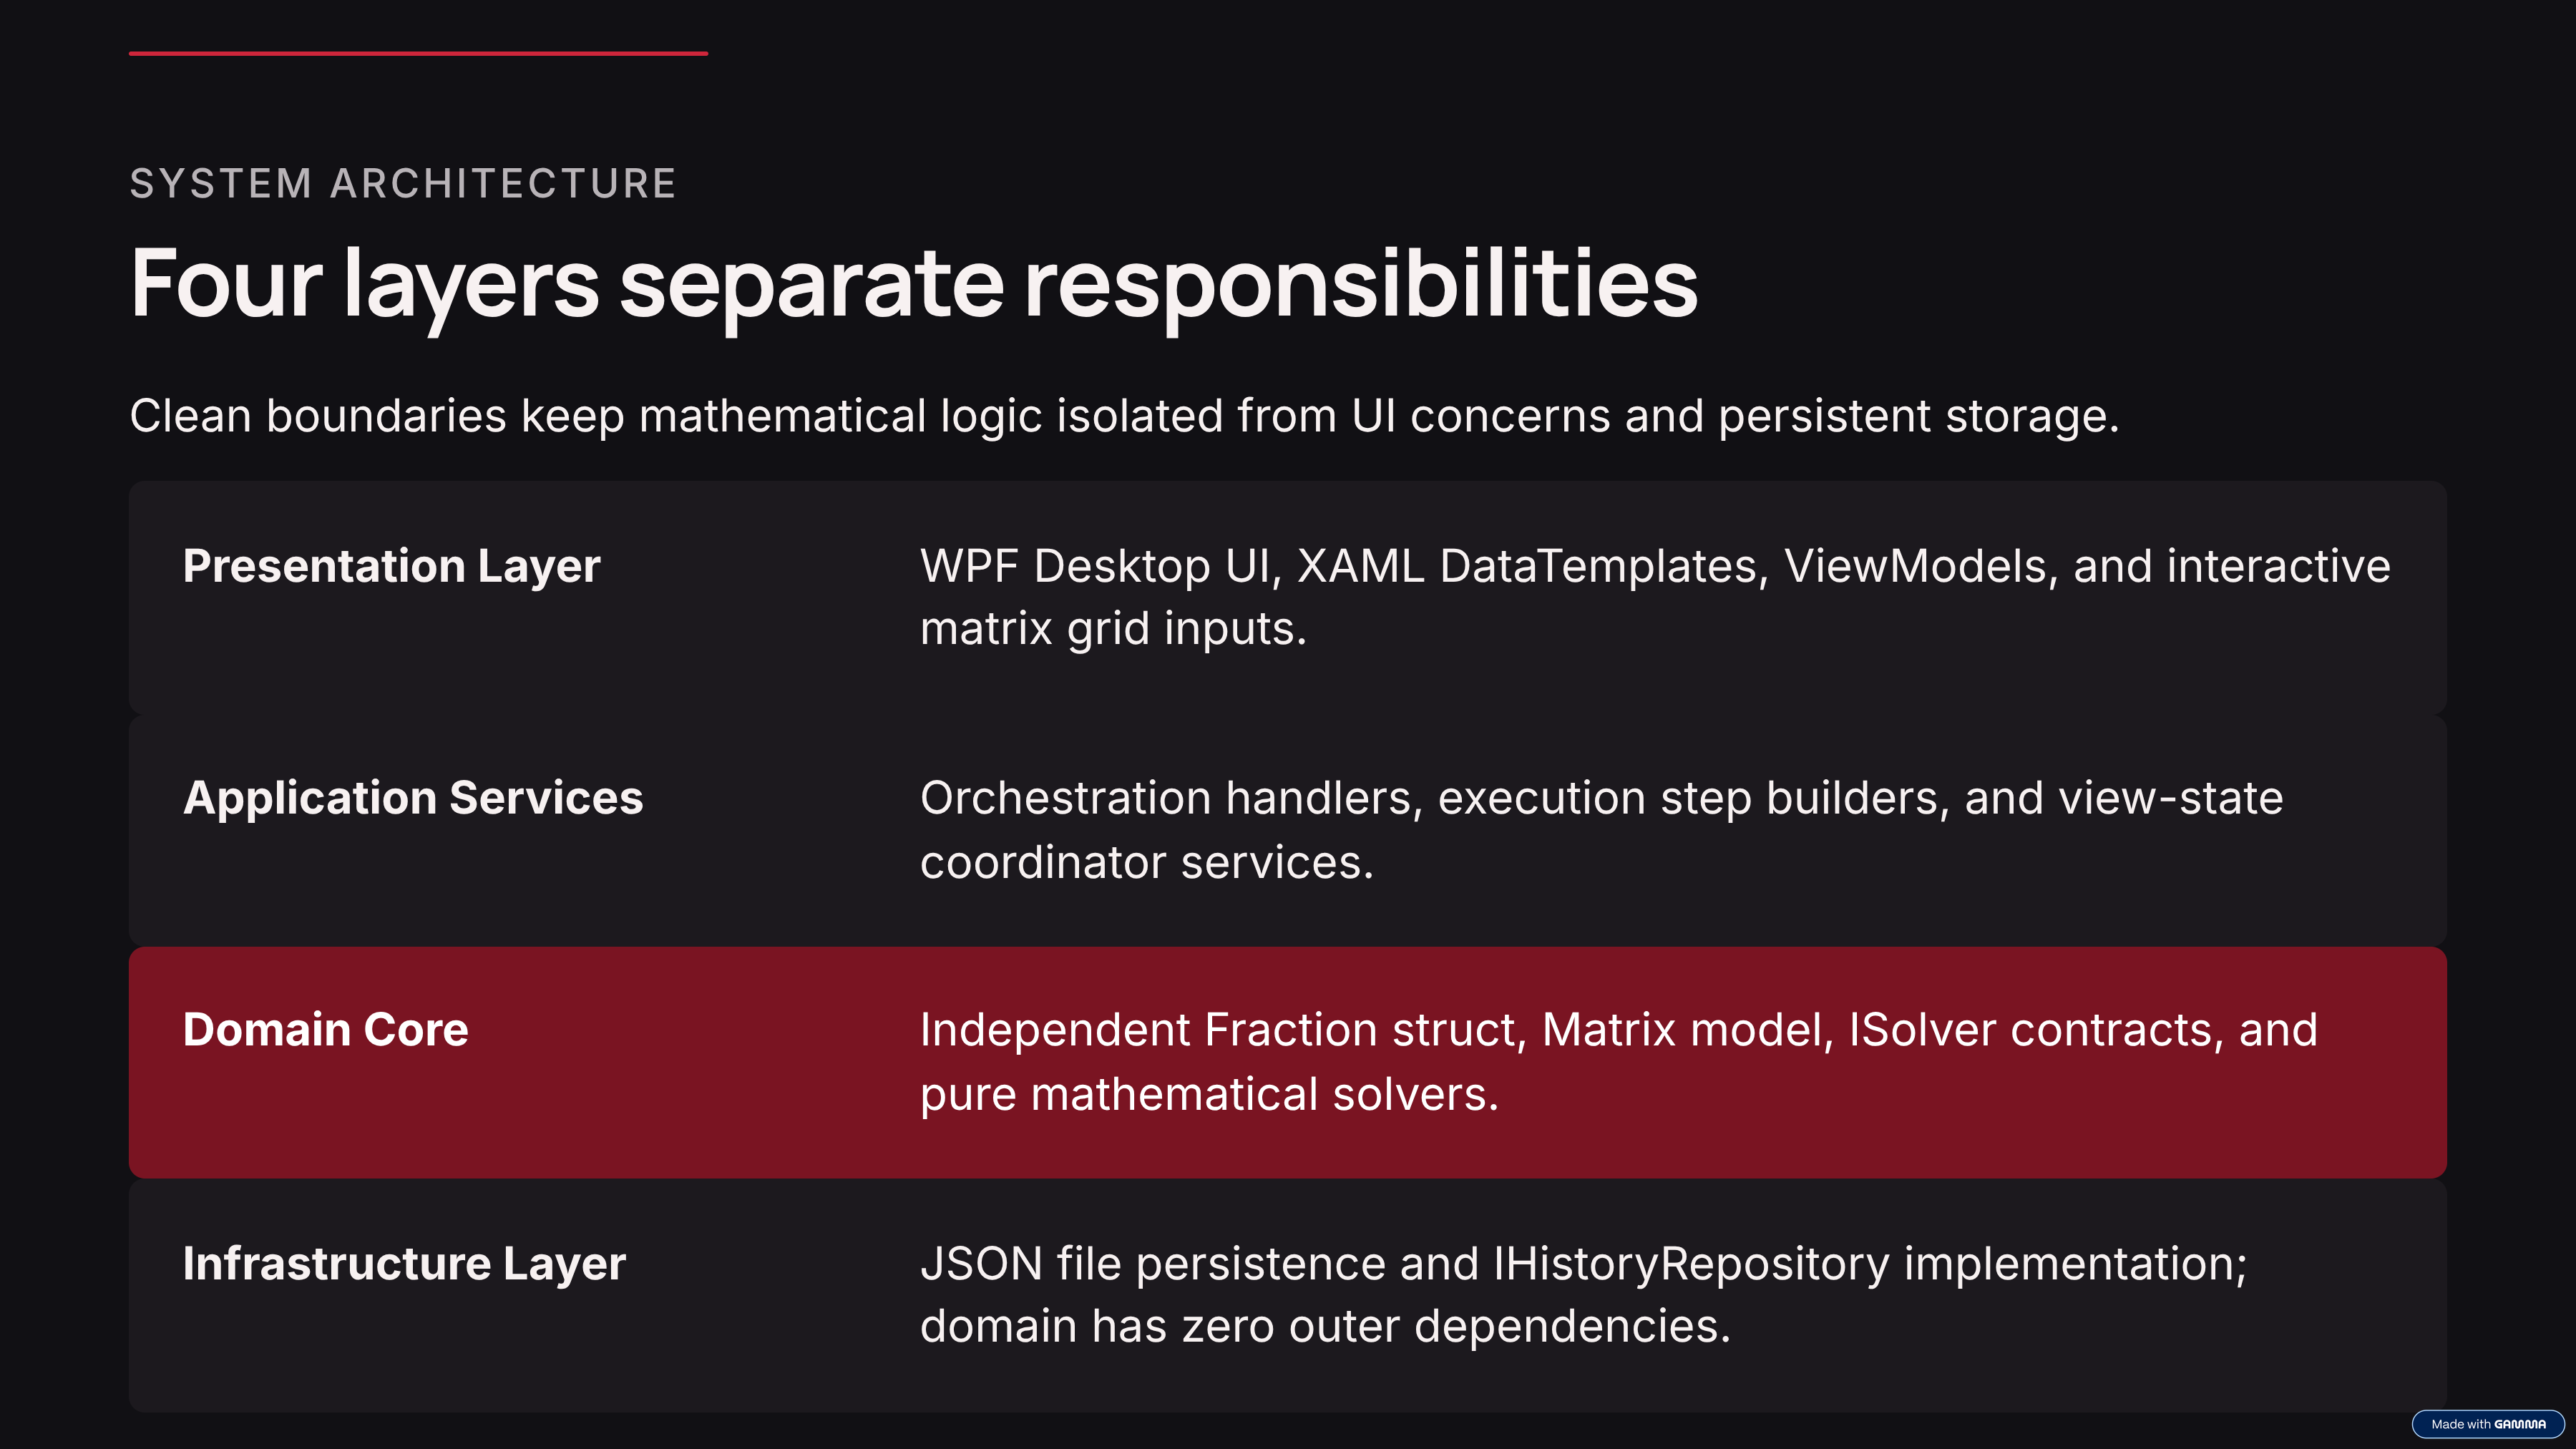 SYSTEM ARCHITECTURE
Four layers separate responsibilities
Clean boundaries keep mathematical logic isolated from UI concerns and persistent storage.
Presentation Layer
WPF Desktop UI, XAML DataTemplates, ViewModels, and interactive
matrix grid inputs.
Application Services
Orchestration handlers, execution step builders, and view-state
coordinator services.
Domain Core
Independent Fraction struct, Matrix model, ISolver contracts, and
pure mathematical solvers.
Infrastructure Layer
JSON file persistence and IHistoryRepository implementation;
domain has zero outer dependencies.
Made with GAMMA